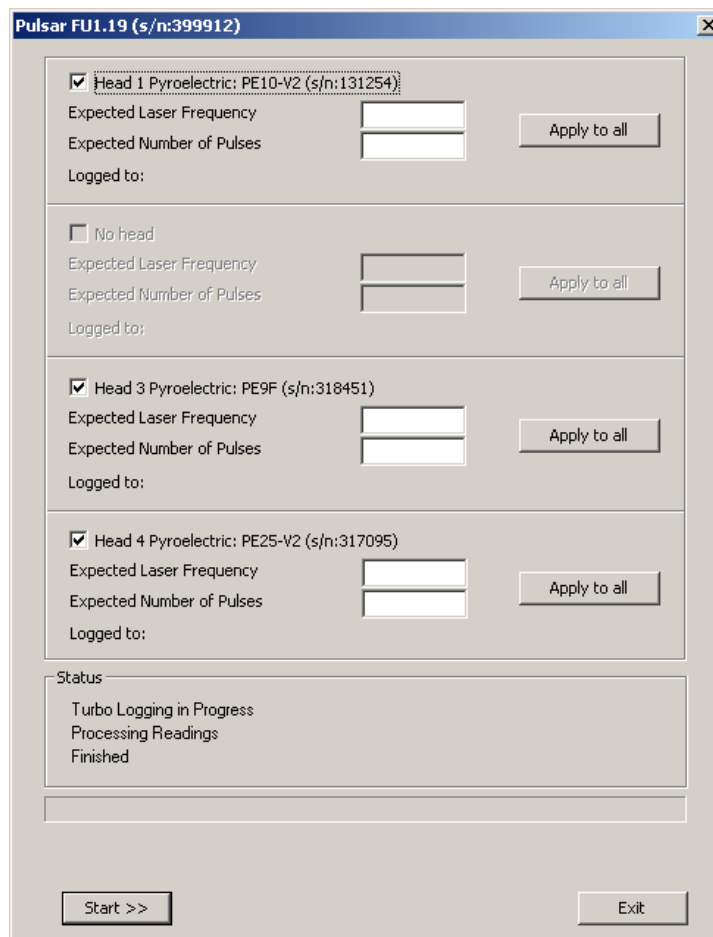 Pulsar FU1.19 (s/n:399912)
Head 1 Pyroelectric: PE10-V2 (s/n:131254)
Expected Laser Frequency
Expected Number of Pulses
Apply to all
Logged to:
No head
Expected Laser Frequency
Expected Number of Pulses
Apply to all
Logged to:
Head 3 Pyroelectric: PE9F (s/n:318451)
Expected Laser Frequency
Expected Number of Pulses
Apply to all
Logged to:
Head 4 Pyroelectric: PE25-V2 (s/n:317095)
Expected Laser Frequency
Expected Number of Pulses
Apply to all
Logged to:
Status
Turbo Logging in Progress
Processing Readings
Finished
Start >> Exit